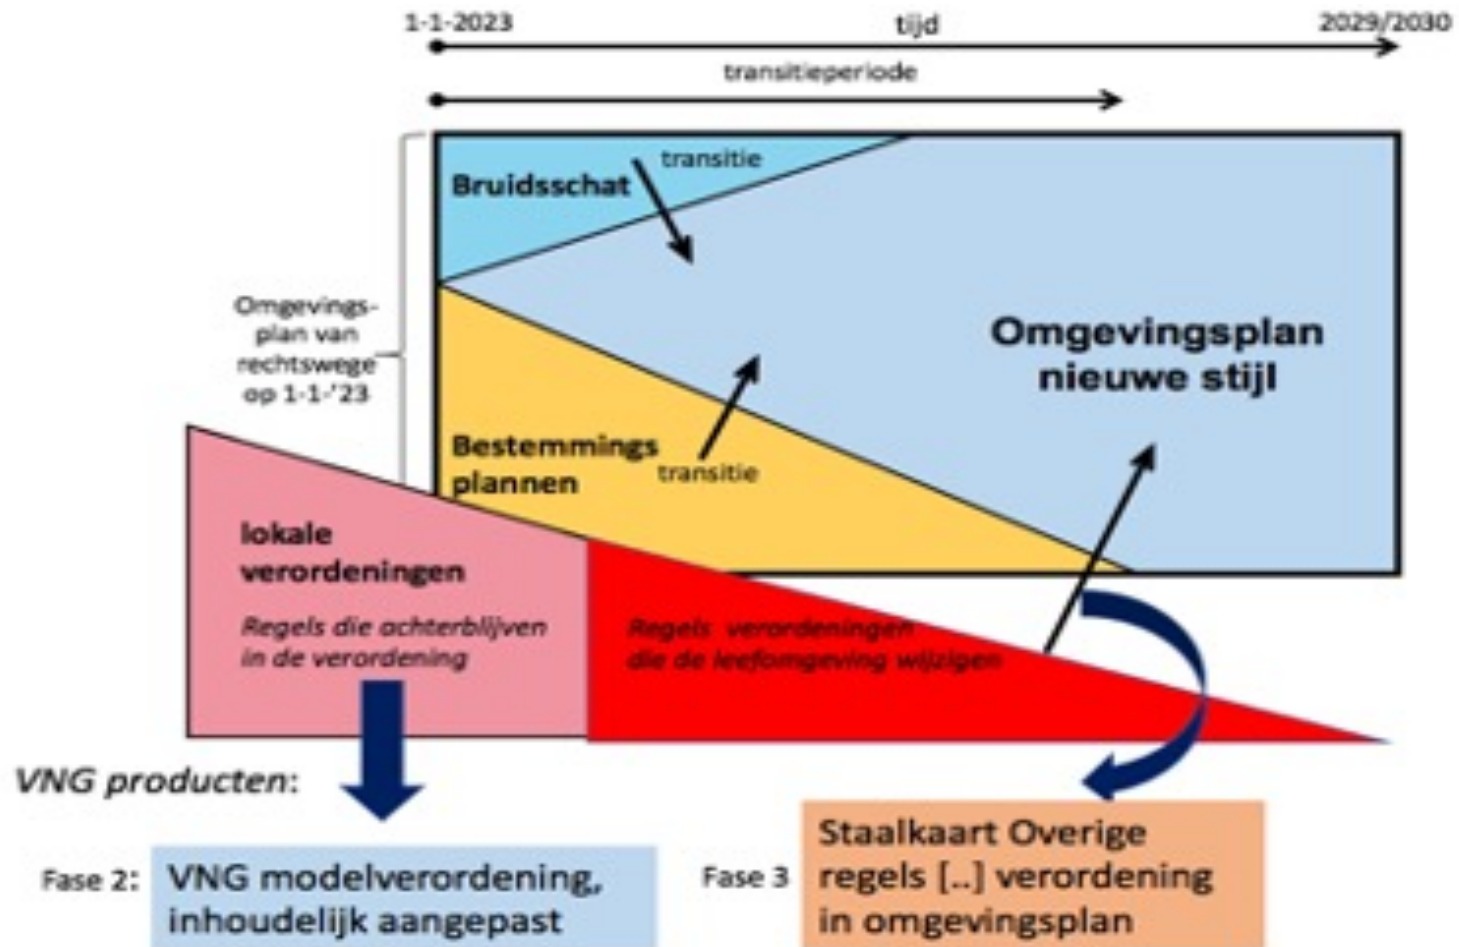 1-1-2023
tijd
2029/2030
transitieperiode
transitie
Bruidsschat
Omgevings-
plan van
rechtswege
op 1-1-'23
Omgevingsplan
nieuwe stijl
Bestemmings
plannen
transitie
lokale
verordeningen
Regels die achterblijven
in de verordening
Regels verordeningen
die de leefomgeving wijzigen
VNG producten:
Fase 2:
VNG modelverordening,
inhoudelijk aangepast
Fase 3
Staalkaart Overige
regels [..] verordening
in omgevingsplan